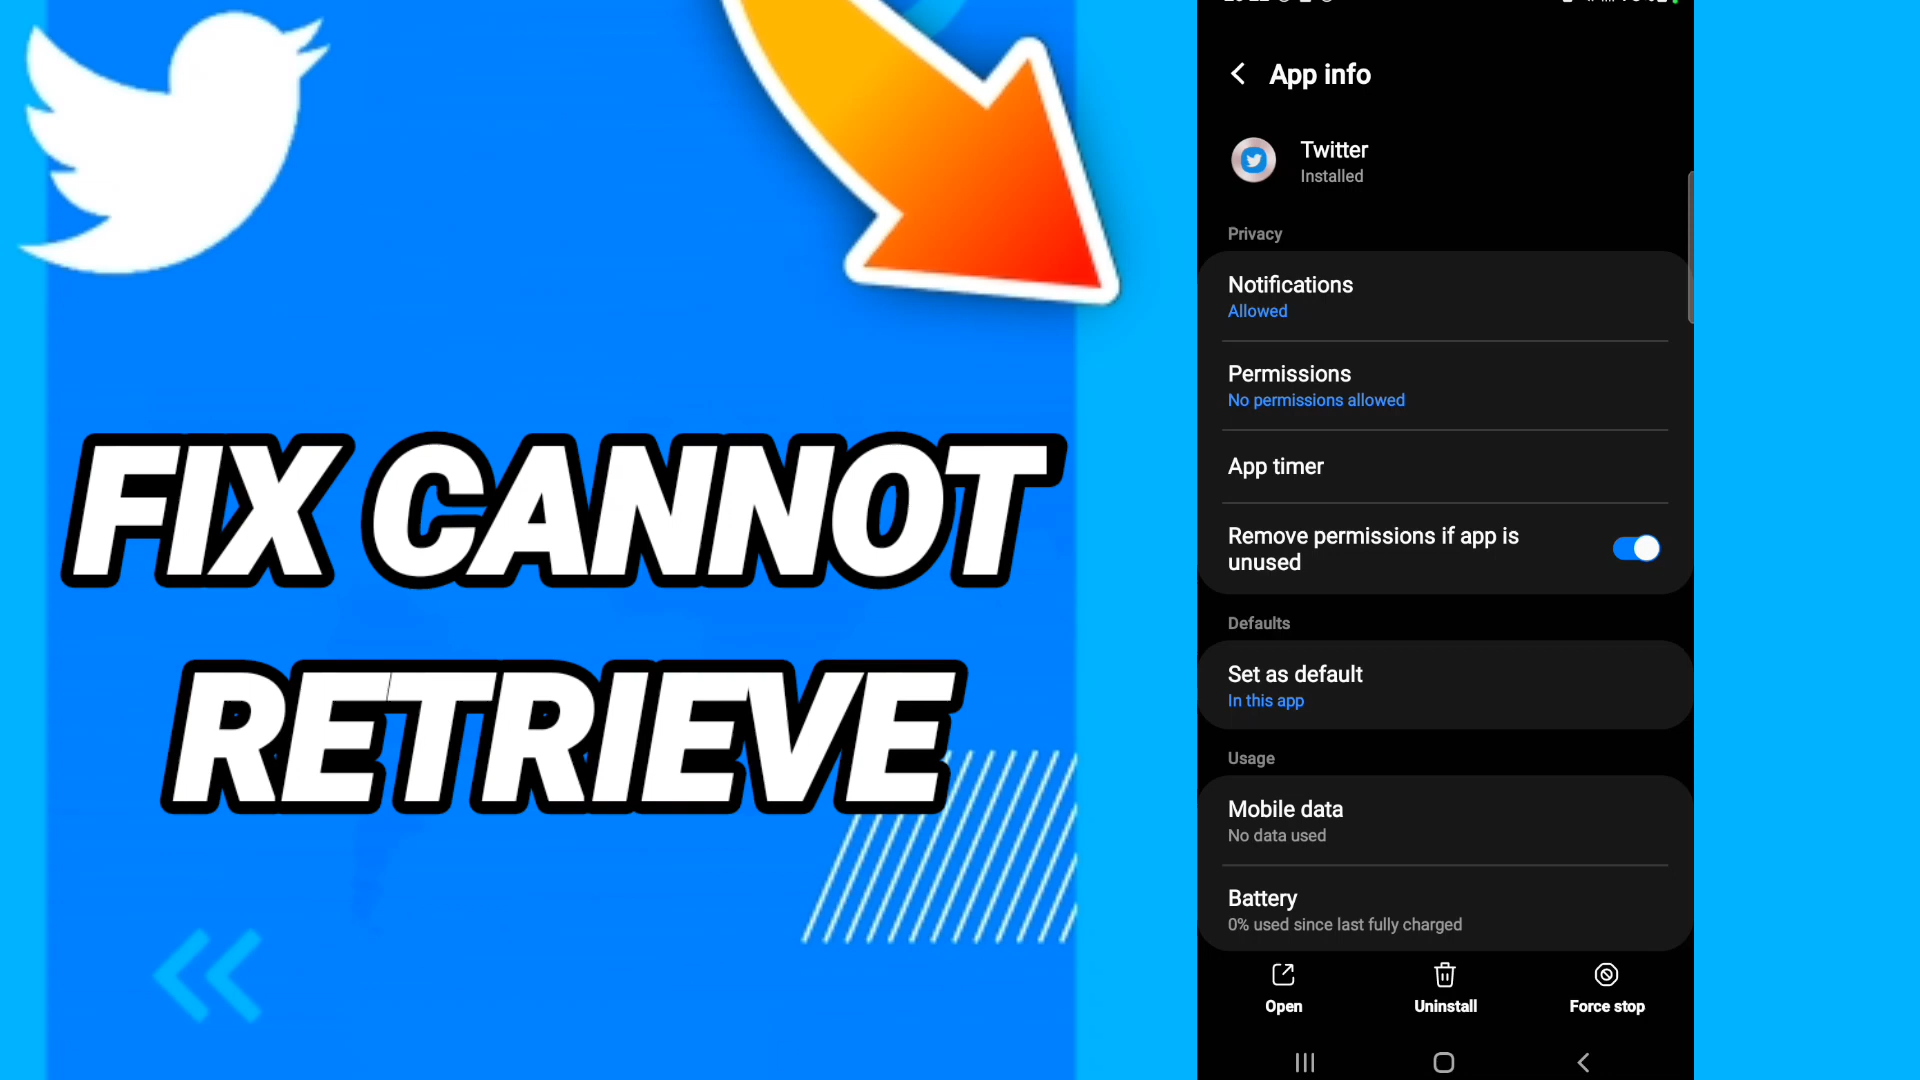 FIX CANNOT
RETRIEVE
App info
Twitter
Installed
Privacy
Notifications
Allowed
Permissions
No permissions allowed
App timer
Remove permissions if app is
unused
Defaults
Set as default
In this app
Usage
Mobile data
No data used
Battery
0% used since last fully charged
Open
Uninstall
Force stop